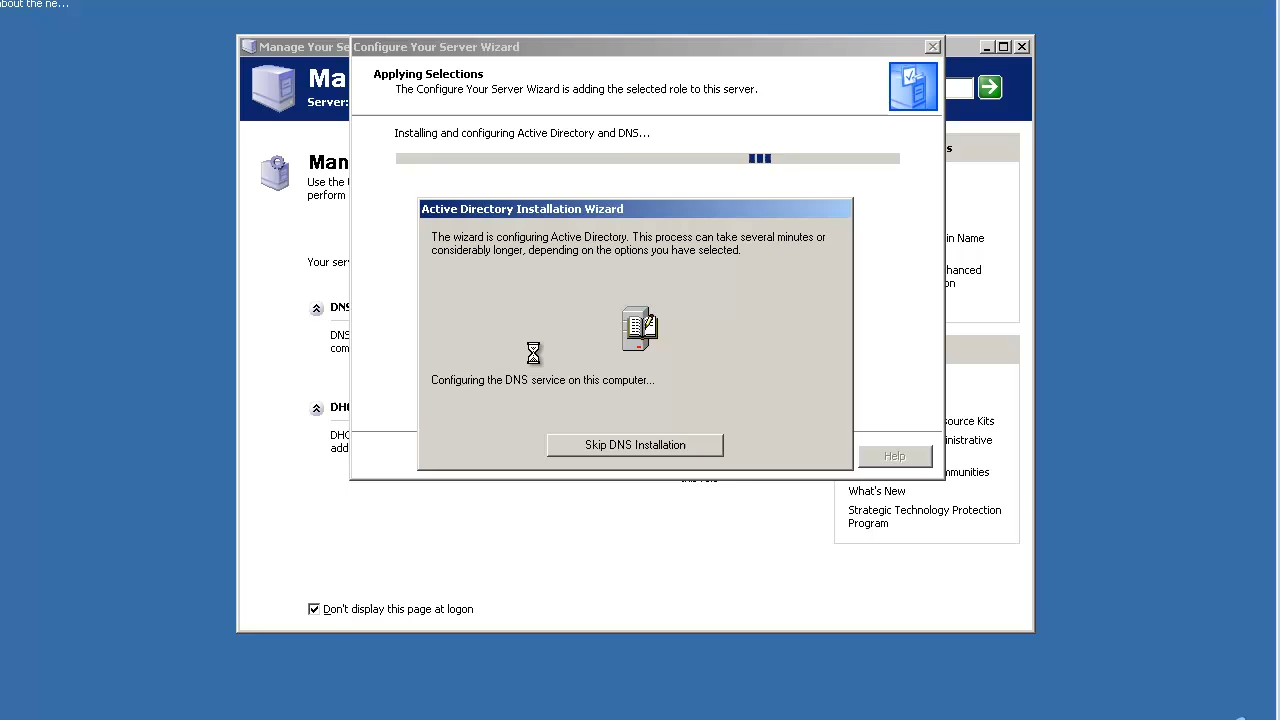 about the ne...
Manage Your Se
Configure Your Server Wizard
Ma
Server:
Applying Selections
The Configure Your Server Wizard is adding the selected role to this server.
Installing and configuring Active Directory and DNS...
s
Man
Use the
perform
Active Directory Installation Wizard
The wizard is configuring Active Directory. This process can take several minutes or
considerably longer, depending on the options you have selected.
in Name
Your serv
hanced
on
DNS
DNS
com
Configuring the DNS service on this computer...
DHC
DHC
add
Skip DNS Installation
Help
source Kits
inistrative
mmunities
What's New
Strategic Technology Protection
Program
Don't display this page at logon